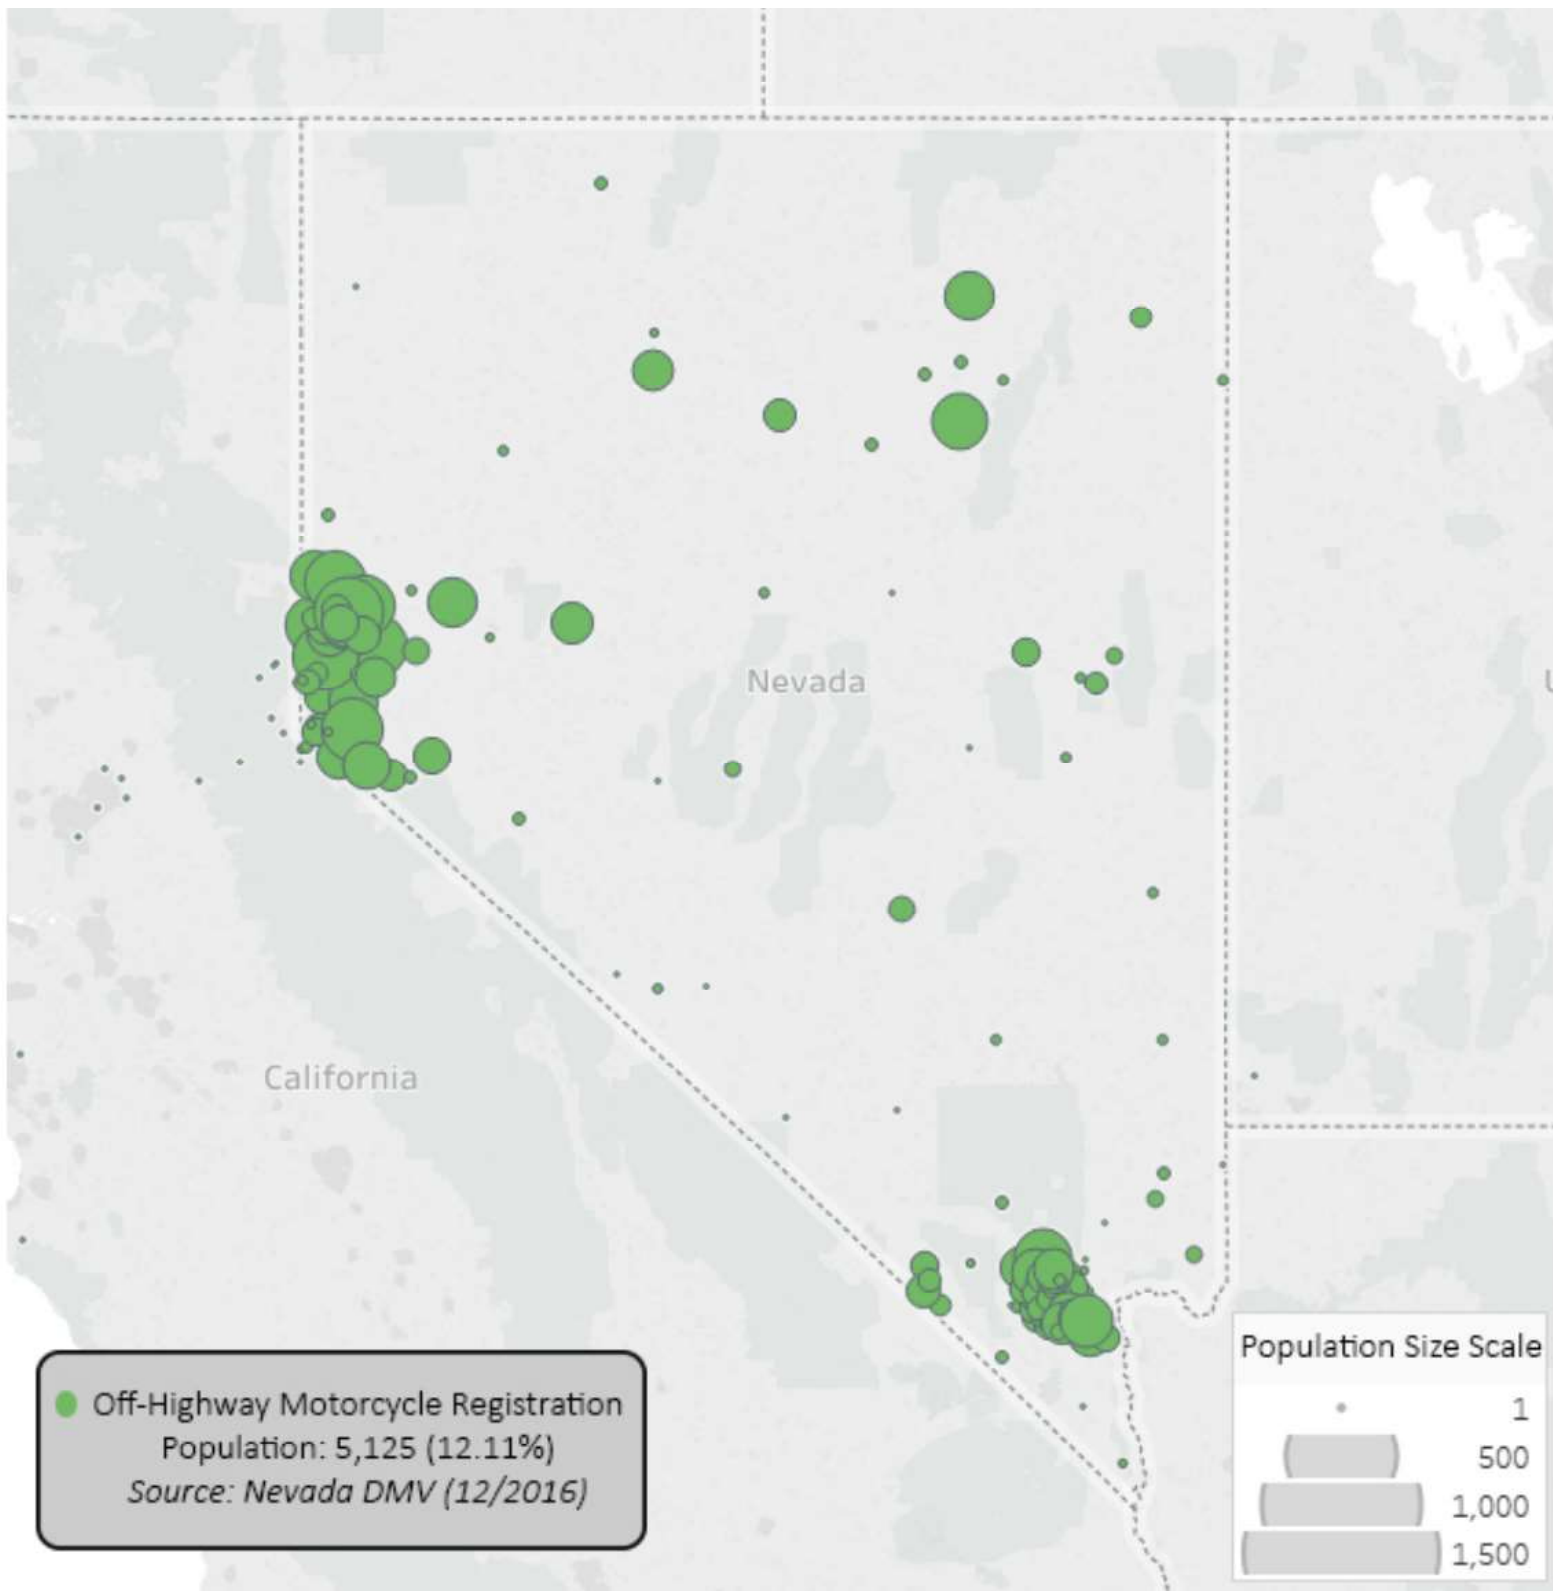 Nevada
California
Off-Highway Motorcycle Registration
Population: 5,125 (12.11%)
Source: Nevada DMV (12/2016)
Population Size Scale
1
500
1,000
1,500